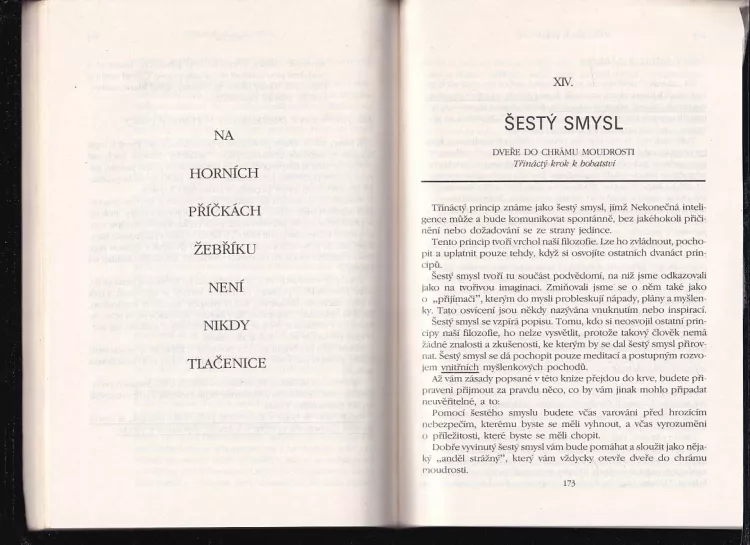 NA
HORNÍCH
PŘÍČKÁCH
ŽEBŘÍKU
NENÍ
NIKDY
TLAČENICE
XIV.
ŠESTÝ SMYSL
DVEŘE DO CHRÁMU MOUDROSTI
Třináctý krok k bohatství
Třináctý princip známe jako šestý smysl, jímž Nekonečná inteli-
gence může a bude komunikovat spontánně, bez jakéhokoli přiči-
nění nebo dožadování se ze strany jedince.
Tento princip tvoří vrchol naší filozofie. Lze ho zvládnout, pocho-
pit a uplatnit pouze tehdy, když si osvojíte ostatních dvanáct prin-
cipů.
Šestý smysl tvoří tu součást podvědomí, na niž jsme odkazovali
jako na tvořivou imaginaci. Zmiňovali jsme se o něm také jako
o „přijímači", kterým do mysli probleskují nápady, plány a myšlen-
ky. Tato osvícení jsou někdy nazývána vnuknutím nebo inspirací.
Šestý smysl se vzpírá popisu. Tomu, kdo si neosvojil ostatní prin-
cipy naší filozofie, ho nelze vysvětlit, protože takový člověk nemá
žádné znalosti a zkušenosti, ke kterým by se dal šestý smysl přirov-
nat. Šestý smysl se dá pochopit pouze meditací a postupným rozvo-
jem vnitřních myšlenkových pochodů.
Až vám zásady popsané v této knize přejdou do krve, budete při-
praveni přijmout za pravdu něco, co by vám jinak mohlo připadat
neuvěřitelné, a to:
Pomocí šestého smyslu budete včas varováni před hrozícím
nebezpečím, kterému byste se měli vyhnout, a včas vyrozuměni
o příležitosti, které byste se měli chopit.
Dobře vyvinutý šestý smysl vám bude pomáhat a sloužit jako něja-
ký „anděl strážný", který vám vždycky otevře dveře do chrámu
moudrosti.
173